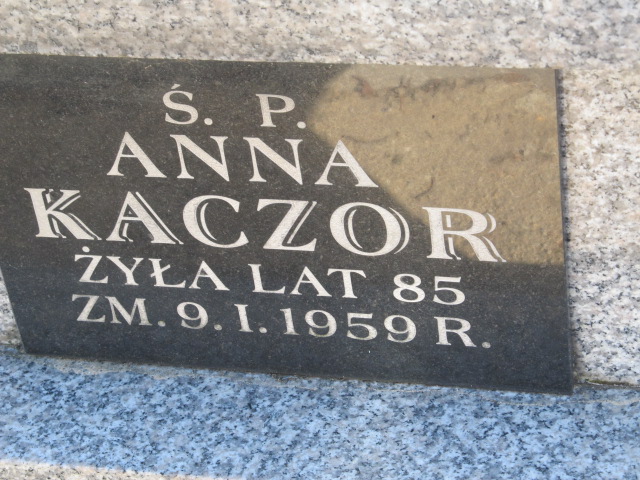 Ś. P.
ANNA
KACZOR
ŻYŁA LAT 85
ZM. 9. I. 1959 R.